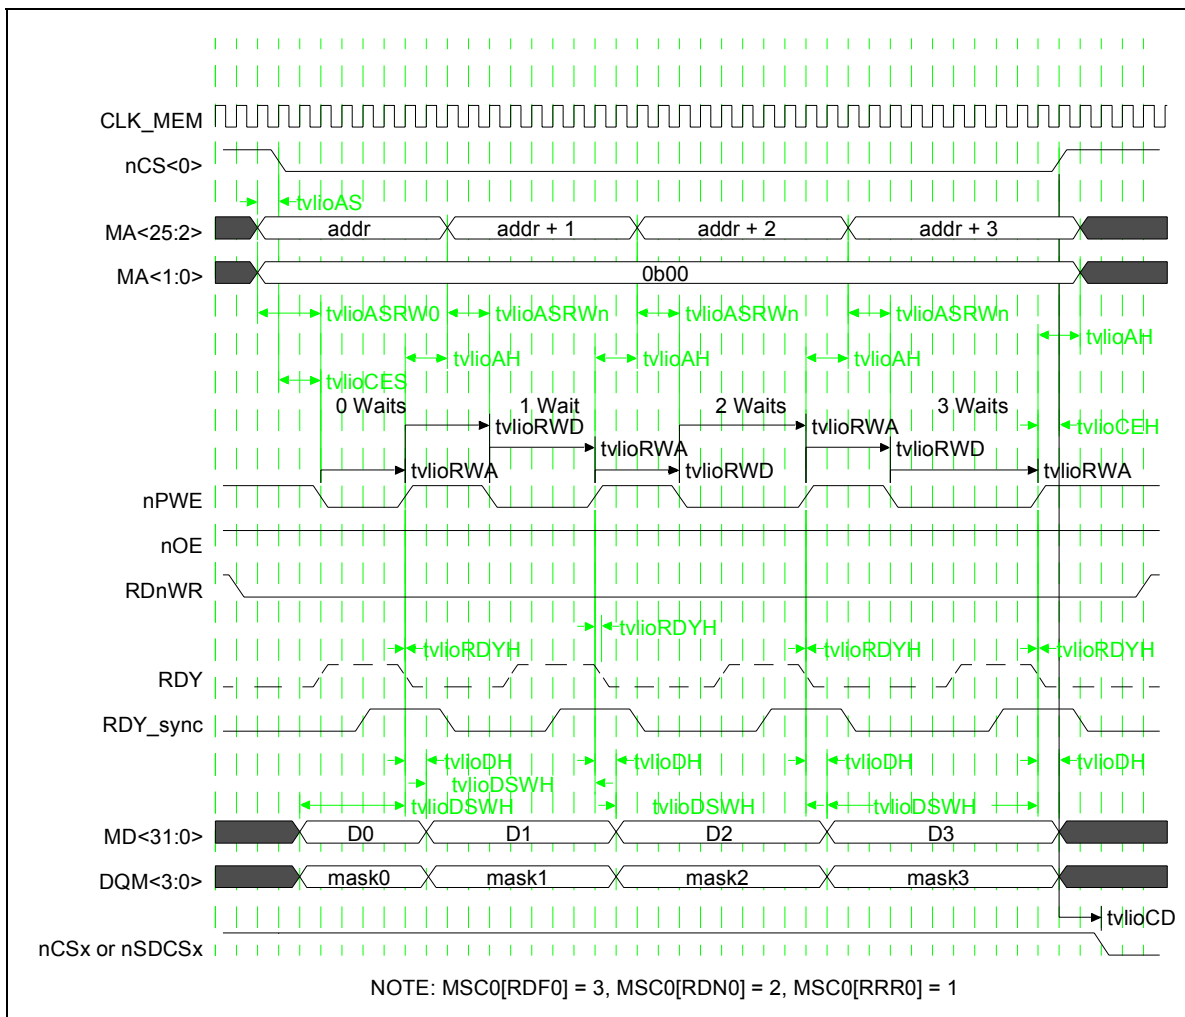 CLK_MEM
nCS<0>
tvlioAS
MA<25:2> addr addr + 1 addr + 2 addr + 3
MA<1:0> 0b00
tvlioASRW0 tvlioASRWn tvlioASRWn tvlioASRWn
tvlioAH tvlioAH tvlioAH tvlioAH
tvlioCES
0 Waits 1 Wait 2 Waits 3 Waits
tvlioRWD tvlioRWA tvlioCEH
tvlioRWA tvlioRWD
tvlioRWA tvlioRWD tvlioRWA
nPWE
nOE
RDnWR
tvlioRDYH
tvlioRDYH tvlioRDYH tvlioRDYH
RDY
RDY_sync
tvlioDH tvlioDH tvlioDH tvlioDH
tvlioDSWH
tvlioDSWH tvlioDSWH tvlioDSWH
MD<31:0> D0 D1 D2 D3
DQM<3:0> mask0 mask1 mask2 mask3
tvlioCD
nCSx or nSDCSx
NOTE: MSC0[RDF0] = 3, MSC0[RDN0] = 2, MSC0[RRR0] = 1